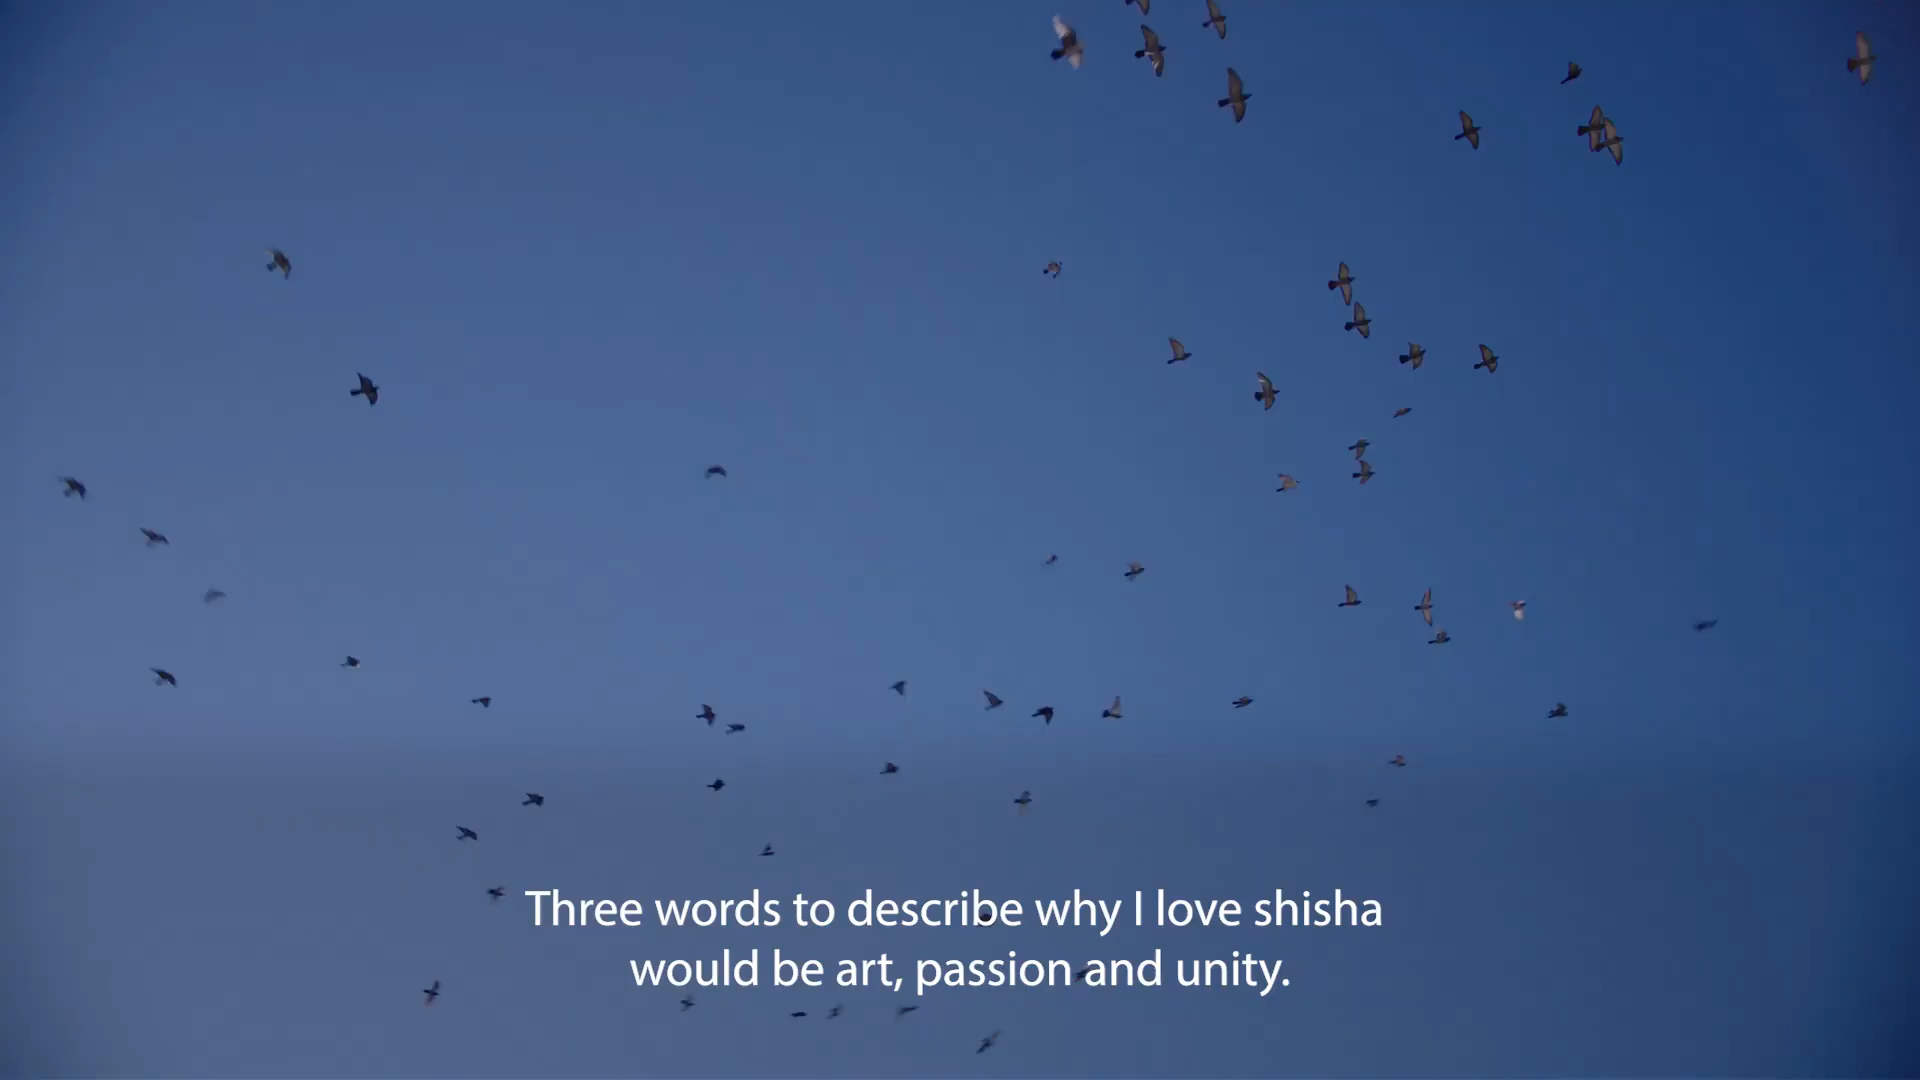 Three words to describe why I love shisha
would be art, passion and unity.